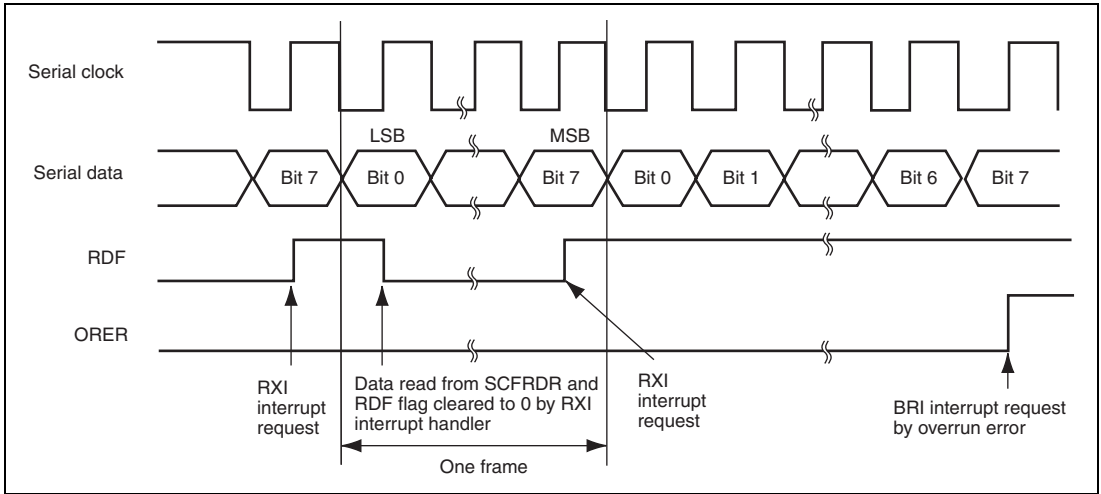 Serial clock
LSB
MSB
Serial data
Bit 7
Bit 0
Bit 7
Bit 0
Bit 1
Bit 6
Bit 7
RDF
ORER
RXI
interrupt
request
Data read from SCFRDR and
RDF flag cleared to 0 by RXI
interrupt handler
RXI
interrupt
request
BRI interrupt request
by overrun error
One frame